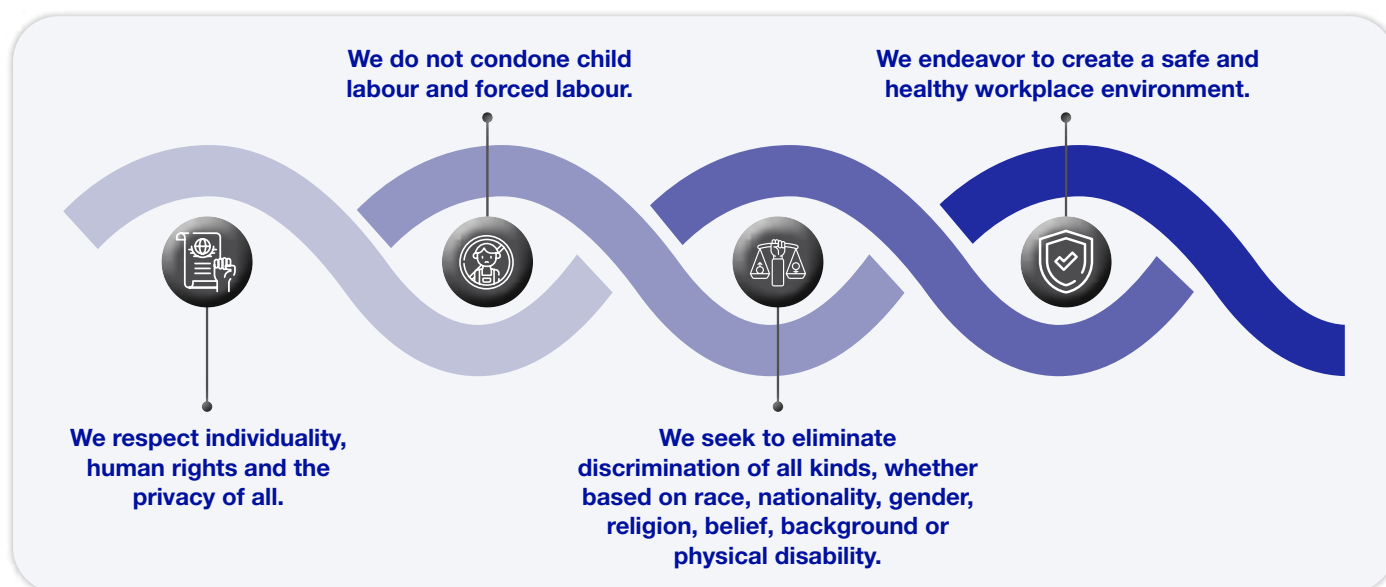 We do not condone child
labour and forced labour.
We endeavor to create a safe and
healthy workplace environment.
We respect individuality,
human rights and the
privacy of all.
We seek to eliminate
discrimination of all kinds, whether
based on race, nationality, gender,
religion, belief, background or
physical disability.